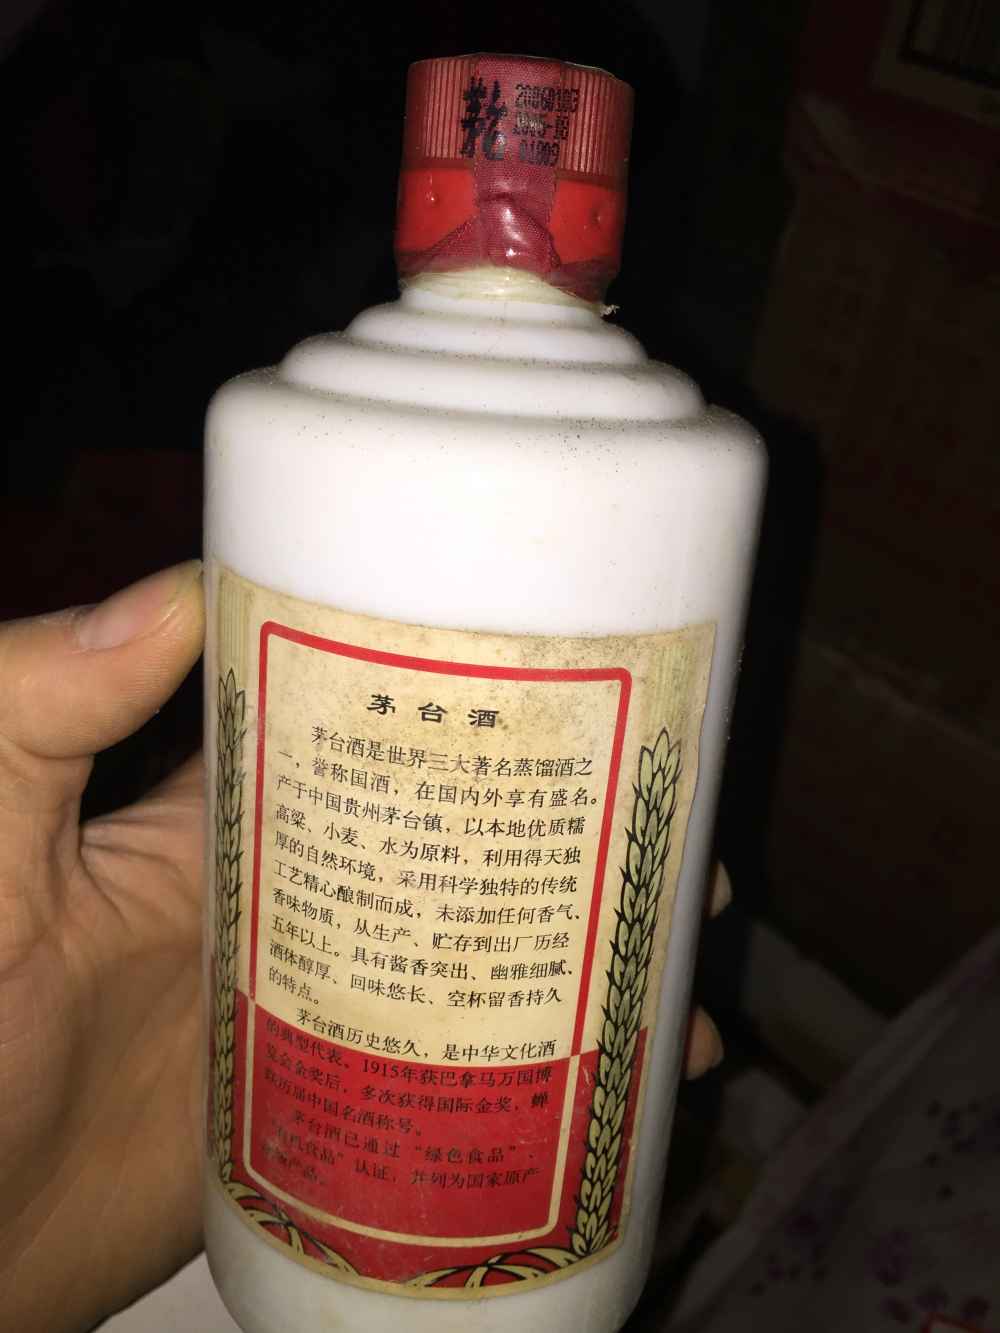 20060103
01809
茅台酒
茅台酒是世界三大著名蒸馏酒之
一，誉称国酒，在国内外享有盛名。
产于中国贵州茅台镇，以本地优质糯
高粱、小麦、水为原料，利用得天独
厚的自然环境，采用科学独特的传统
工艺精心酿制而成，未添加任何香气、
香味物质，从生产、贮存到出厂历经
五年以上。具有酱香突出、幽雅细腻、
酒体醇厚、回味悠长、空杯留香持久
的特点。
茅台酒历史悠久，是中华文化酒
的典型代表。1915年获巴拿马万国博
览会金奖后，多次获得国际金奖，蝉
联历届中国名酒称号。
茅台酒已通过“绿色食品”、
“有机食品”认证，并列为国家原产
产品。